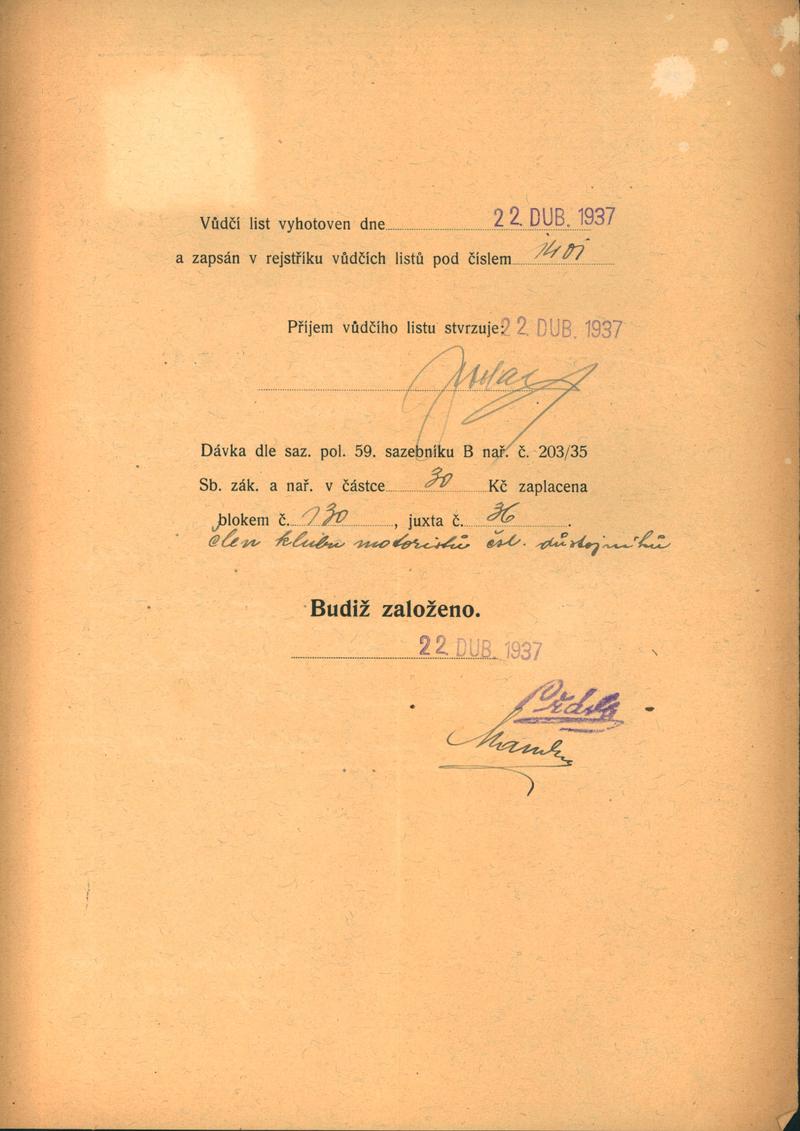 Vůdčí list vyhotoven dne 22. DUB. 1937
a zapsán v rejstříku vůdčích listů pod číslem
Příjem vůdčího listu stvrzuje: 22. DUB. 1937
Dávka dle saz. pol. 59. sazebníku B nař. č. 203/35
Sb. zák. a nař. v částce 30 Kč zaplacena
blokem č. 130, juxta č. 36.
člen klubu motoristů čsl. důstojníků
Budiž založeno.
22. DUB. 1937